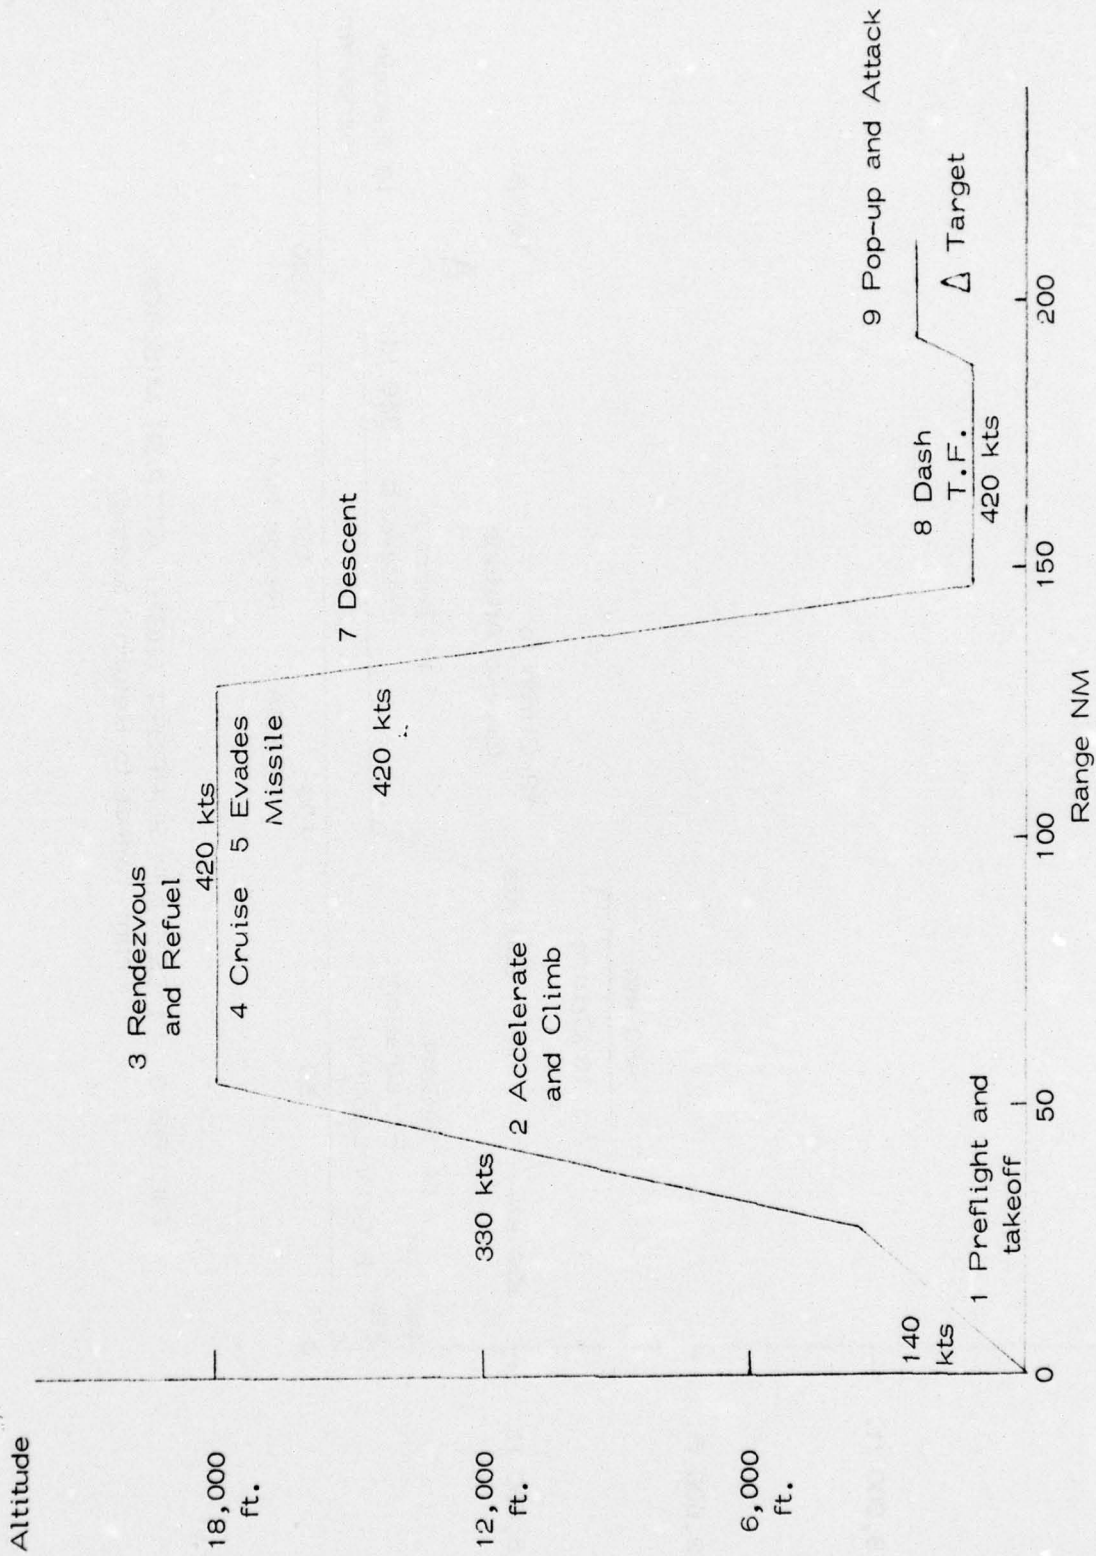 Altitude
18,000
ft.
12,000
ft.
6,000
ft.
3 Rendezvous
and Refuel
420 kts
4 Cruise 5 Evades
Missile
7 Descent
420 kts
2 Accelerate
and Climb
330 kts
9 Pop-up and Attack
Δ Target
8 Dash
T.F.
420 kts
1 Preflight and
takeoff
140
kts
0
50
100
150
200
Range NM